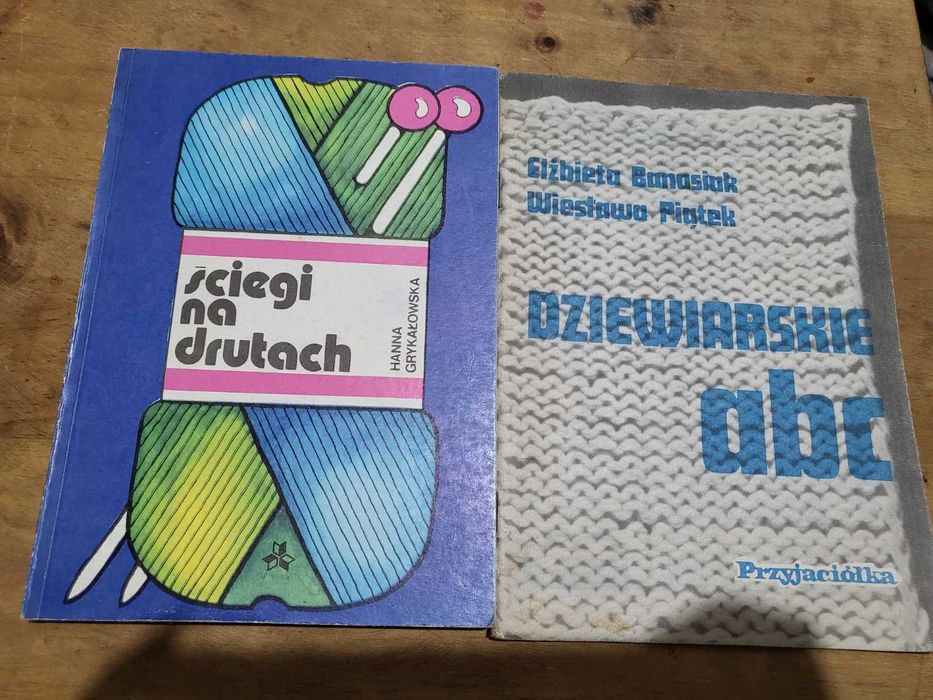 ściegi
na
drutach
HANNA
GRYKAŁOWSKA
Elżbieta Banasiak
Wiesława Piątek
DZIEWIARSKIE
abc
Przyjaciółka